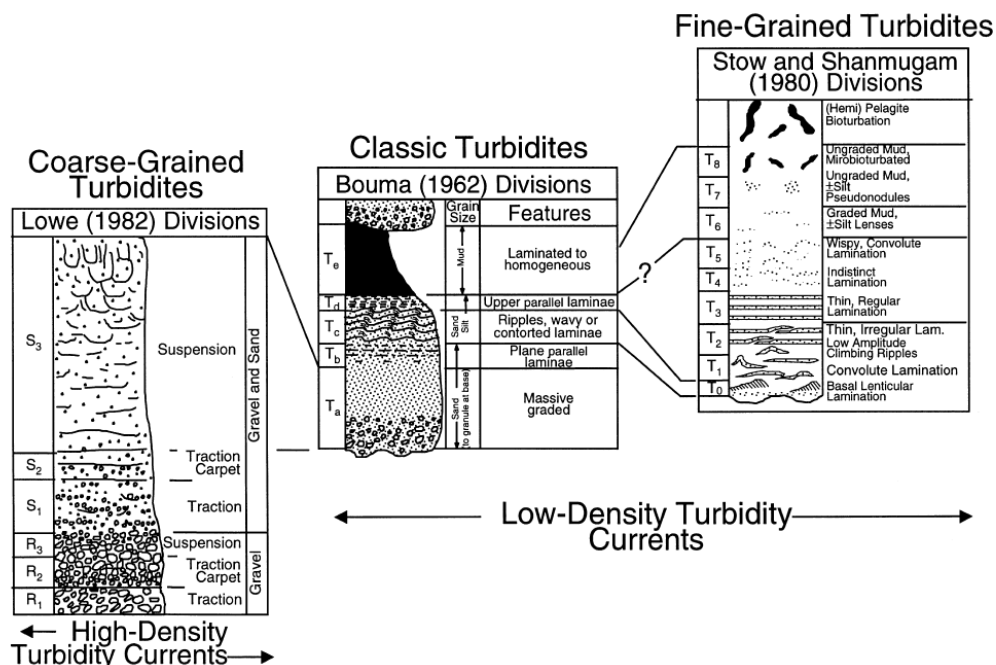 Coarse-Grained
Turbidites
Lowe (1982) Divisions
S3
S2
S1
R3
R2
R1
Suspension
Traction
Carpet
Traction
Suspension
Traction
Carpet
Traction
Gravel and Sand
Gravel
High-Density
Turbidity Currents
Classic Turbidites
Bouma (1962) Divisions
Grain
Size
Features
Te
Td
Tc
Tb
Ta
Mud
Sand
Silt
Sand
(to granule at base)
Laminated to
homogeneous
Upper parallel laminae
Ripples, wavy or
contorted laminae
Plane parallel
laminae
Massive
graded
?
Low-Density Turbidity
Currents
Fine-Grained Turbidites
Stow and Shanmugam
(1980) Divisions
T8
T7
T6
T5
T4
T3
T2
T1
T0
(Hemi) Pelagite
Bioturbation
Ungraded Mud,
Mirobioturbated
Ungraded Mud,
±Silt
Pseudonodules
Graded Mud,
±Silt Lenses
Wispy, Convolute
Lamination
Indistinct
Lamination
Thin, Regular
Lamination
Thin, Irregular Lam.
Low Amplitude
Climbing Ripples
Convolute Lamination
Basal Lenticular
Lamination